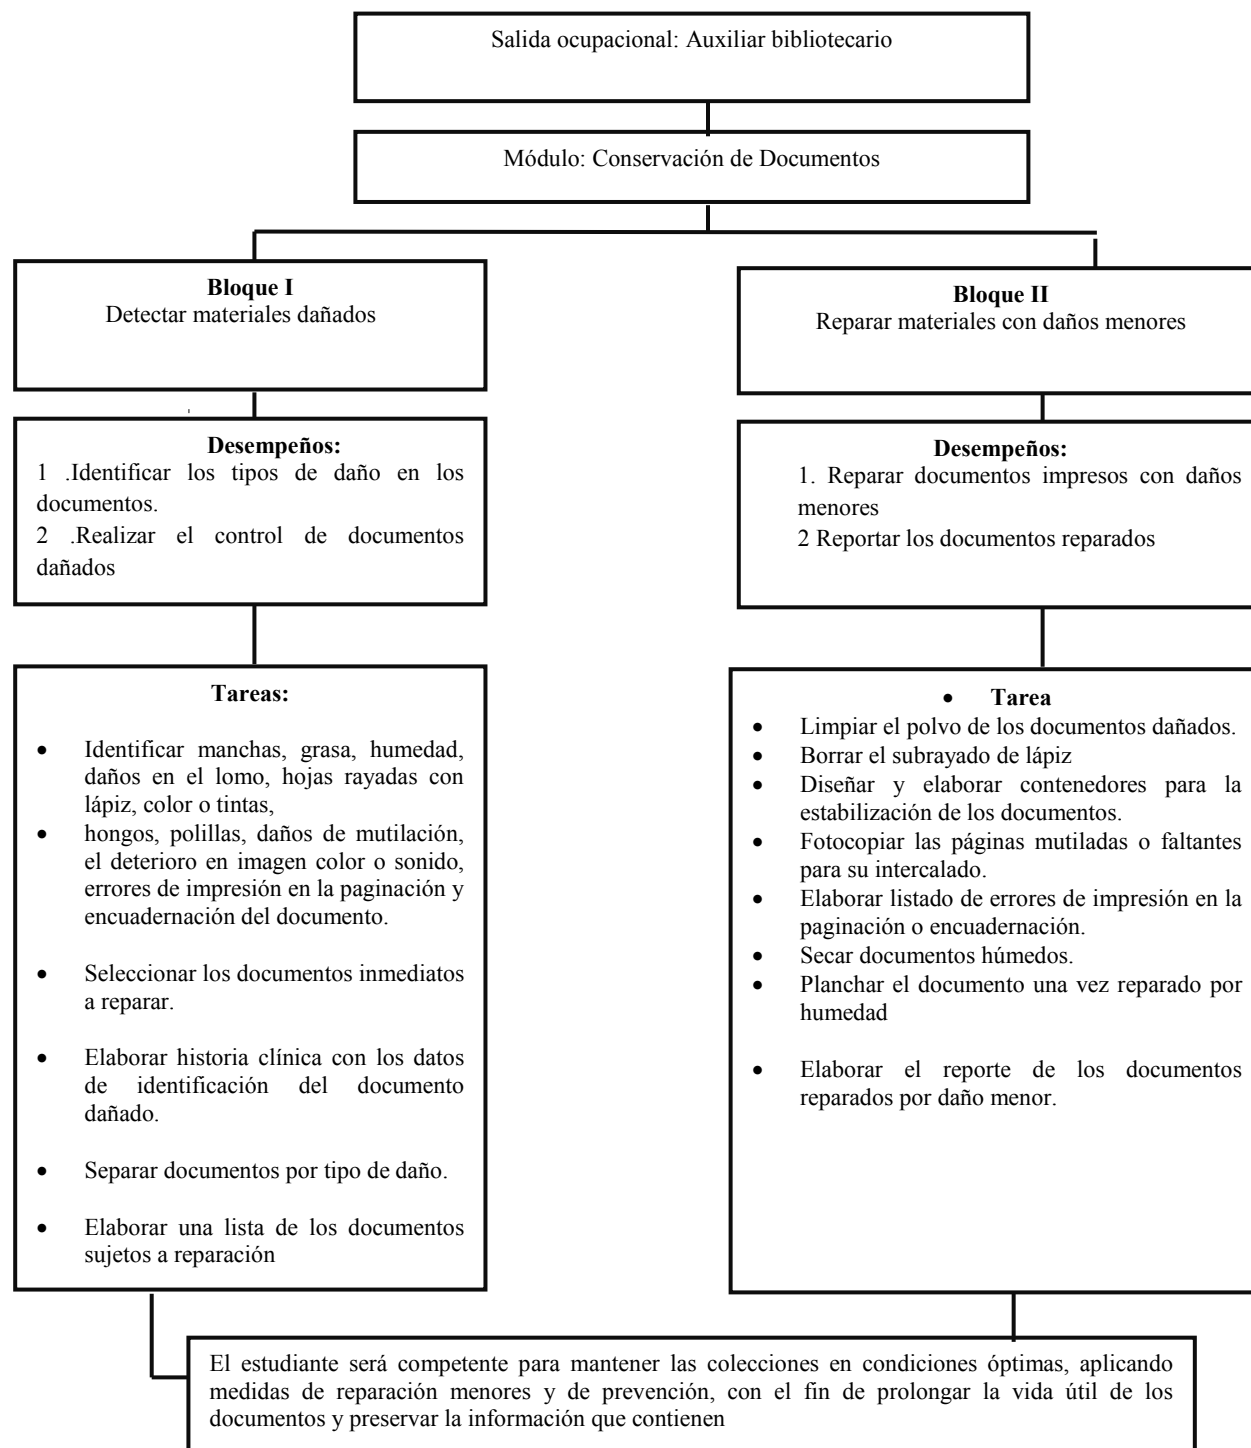 Salida ocupacional: Auxiliar bibliotecario
Módulo: Conservación de Documentos
Bloque I
Detectar materiales dañados
Desempeños:
1 .Identificar los tipos de daño en los
documentos.
2 .Realizar el control de documentos
dañados
Tareas:
• Identificar manchas, grasa, humedad,
daños en el lomo, hojas rayadas con
lápiz, color o tintas,
• hongos, polillas, daños de mutilación,
el deterioro en imagen color o sonido,
errores de impresión en la paginación y
encuadernación del documento.
• Seleccionar los documentos inmediatos
a reparar.
• Elaborar historia clínica con los datos
de identificación del documento
dañado.
• Separar documentos por tipo de daño.
• Elaborar una lista de los documentos
sujetos a reparación
Bloque II
Reparar materiales con daños menores
Desempeños:
1. Reparar documentos impresos con daños
menores
2 Reportar los documentos reparados
• Tarea
• Limpiar el polvo de los documentos dañados.
• Borrar el subrayado de lápiz
• Diseñar y elaborar contenedores para la
estabilización de los documentos.
• Fotocopiar las páginas mutiladas o faltantes
para su intercalado.
• Elaborar listado de errores de impresión en la
paginación o encuadernación.
• Secar documentos húmedos.
• Planchar el documento una vez reparado por
humedad
• Elaborar el reporte de los documentos
reparados por daño menor.
El estudiante será competente para mantener las colecciones en condiciones óptimas, aplicando
medidas de reparación menores y de prevención, con el fin de prolongar la vida útil de los
documentos y preservar la información que contienen